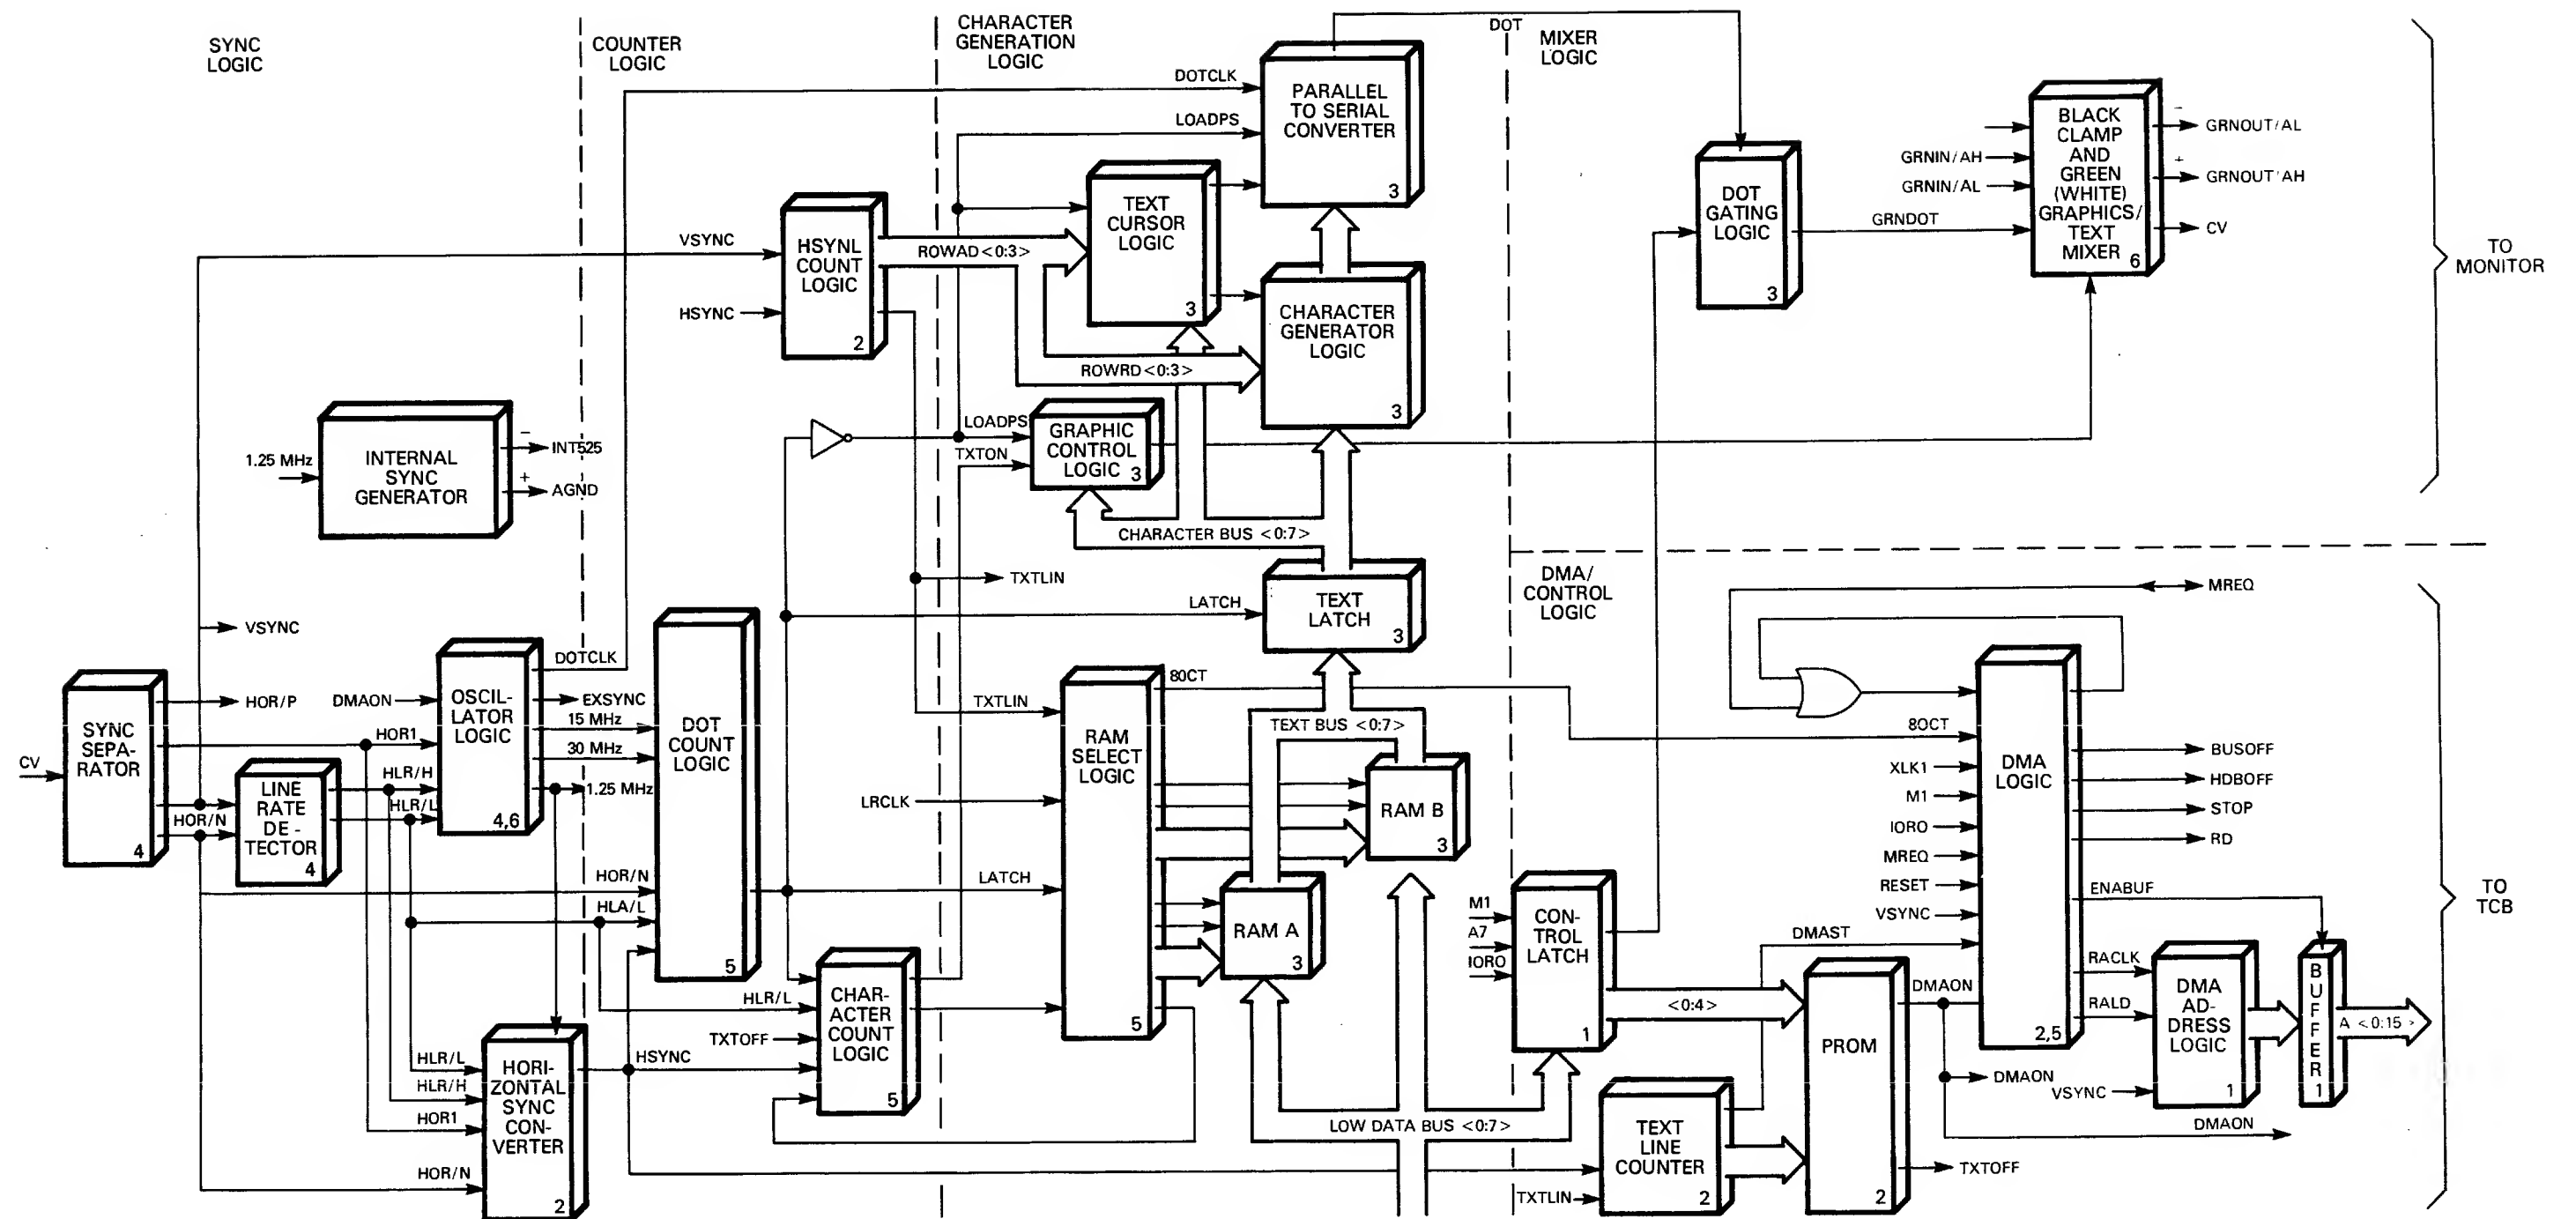 SYNC
LOGIC
COUNTER
LOGIC
CHARACTER
GENERATION
LOGIC
DOT
MIXER
LOGIC
DOTCLK
LOADPS
PARALLEL
TO SERIAL
CONVERTER
3
TEXT
CURSOR
LOGIC
3
VSYNC
HSYNC
HSYNL
COUNT
LOGIC
2
ROWAD<0:3>
ROWRD<0:3>
CHARACTER
GENERATOR
LOGIC
3
DOT
GATING
LOGIC
3
GRNDOT
GRNIN/AH
GRNIN/AL
BLACK
CLAMP
AND
GREEN
(WHITE)
GRAPHICS/
TEXT
MIXER
6
−
GRNOUT/AL
+
GRNOUT/AH
CV
TO
MONITOR
1.25 MHz
INTERNAL
SYNC
GENERATOR
−
INT525
+
AGND
LOADPS
TXTON
GRAPHIC
CONTROL
LOGIC
3
CHARACTER BUS <0:7>
TXTLIN
LATCH
TEXT
LATCH
3
DMA/
CONTROL
LOGIC
MREQ
VSYNC
CV
SYNC
SEPA-
RATOR
4
HOR/P
HOR1
HLR/H
HLR/L
HOR/N
LINE
RATE
DE-
TECTOR
4
DMAON
OSCIL-
LATOR
LOGIC
4,6
DOTCLK
EXSYNC
15 MHz
30 MHz
1.25 MHz
DOT
COUNT
LOGIC
5
HOR/N
HLA/L
TXTLIN
LRCLK
LATCH
RAM
SELECT
LOGIC
5
80CT
TEXT BUS <0:7>
RAM B
3
RAM A
3
HLR/L
TXTOFF
HSYNC
CHAR-
ACTER
COUNT
LOGIC
5
HLR/L
HLR/H
HOR1
HOR/N
HORI-
ZONTAL
SYNC
CON-
VERTER
2
LOW DATA BUS <0:7>
M1
A7
IORO
CON-
TROL
LATCH
1
<0:4>
TXTLIN
TEXT
LINE
COUNTER
2
DMAST
PROM
2
DMAON
DMAON
DMAON
TXTOFF
80CT
XLK1
M1
IORO
MREQ
RESET
VSYNC
DMA
LOGIC
2,5
BUSOFF
HDBOFF
STOP
RD
ENABUF
RACLK
RALD
VSYNC
DMA
AD-
DRESS
LOGIC
1
BUFFER
1
A <0:15>
TO
TCB